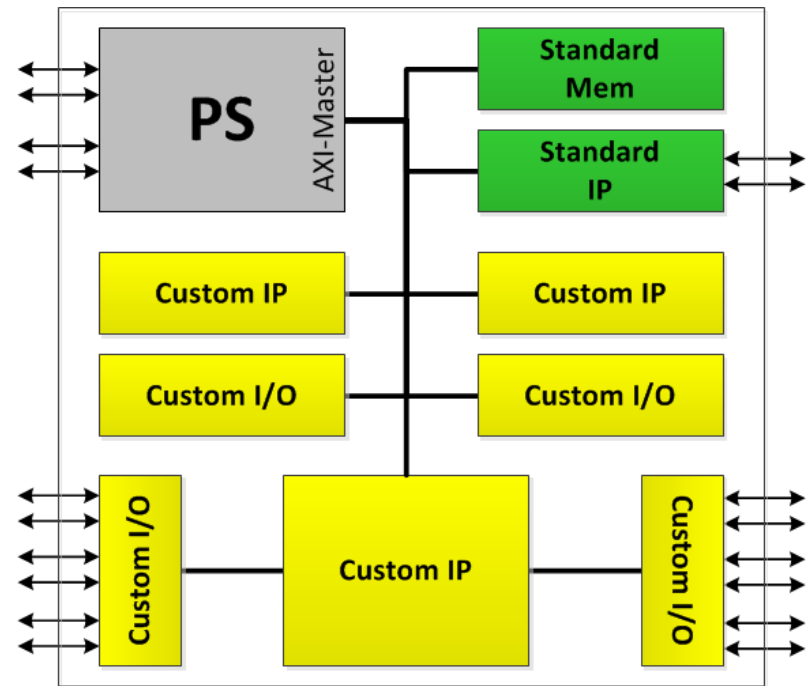 PS
AXI-Master
Standard
Mem
Standard
IP
Custom IP
Custom IP
Custom I/O
Custom I/O
Custom I/O
Custom IP
Custom I/O